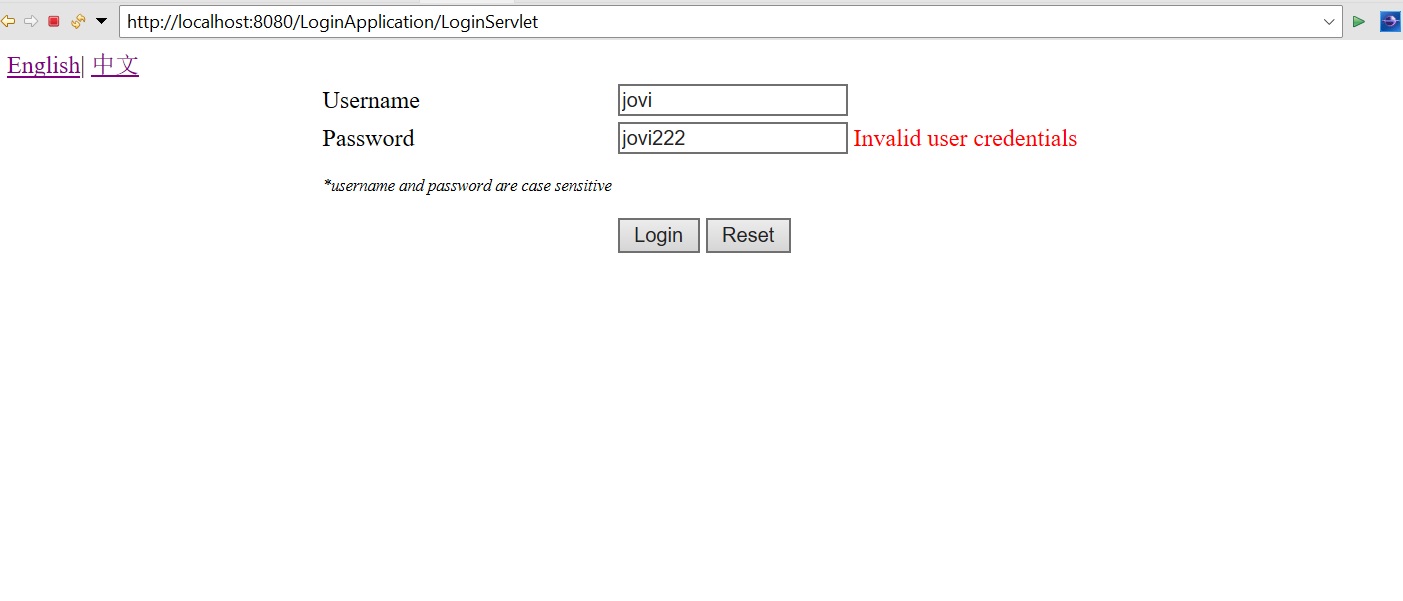 http://localhost:8080/LoginApplication/LoginServlet
English| 中文
Username jovi
Password jovi222 Invalid user credentials
*username and password are case sensitive
Login Reset